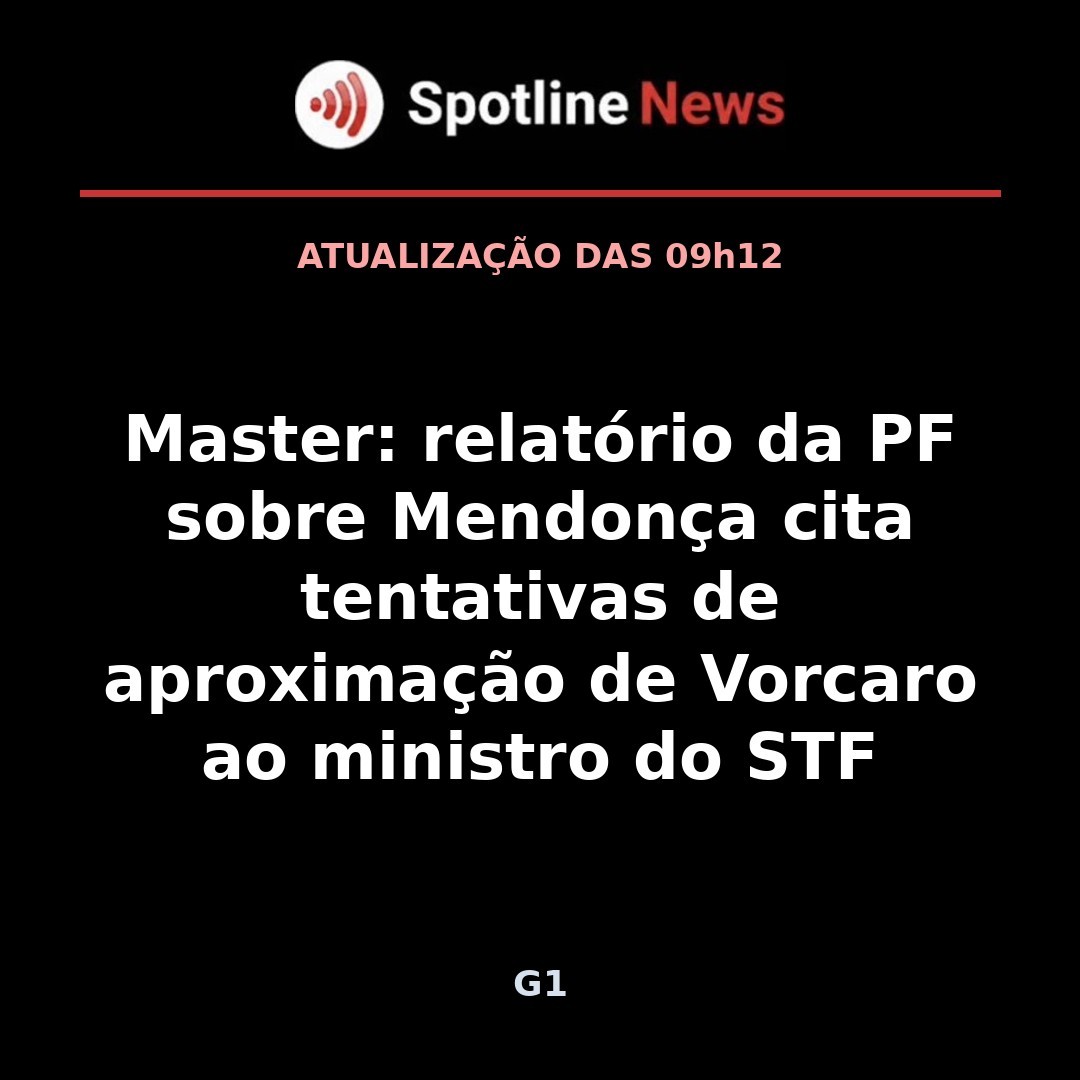 Spotline News
ATUALIZAÇÃO DAS 09h12
Master: relatório da PF
sobre Mendonça cita
tentativas de
aproximação de Vorcaro
ao ministro do STF
G1